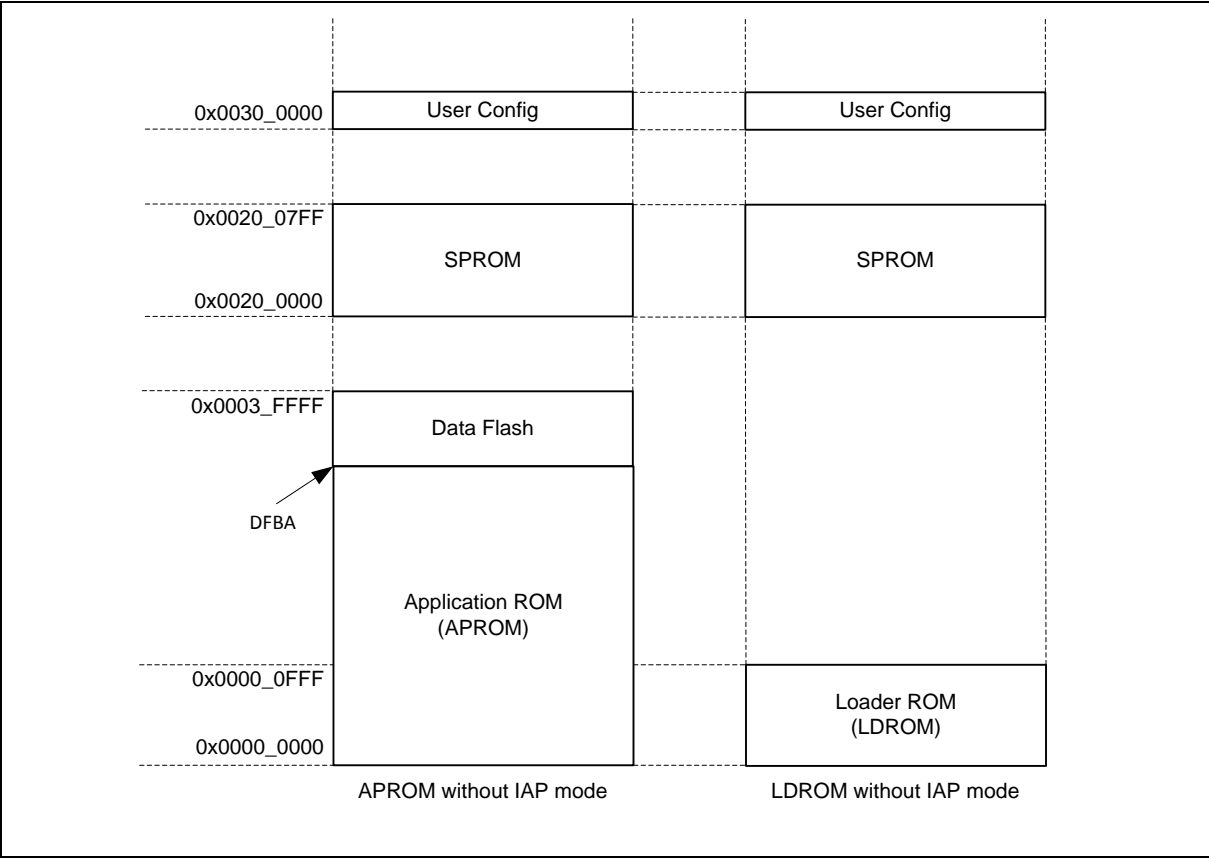 0x0030_0000
User Config
User Config
0x0020_07FF
SPROM
SPROM
0x0020_0000
0x0003_FFFF
Data Flash
DFBA
Application ROM
(APROM)
0x0000_0FFF
Loader ROM
(LDROM)
0x0000_0000
APROM without IAP mode
LDROM without IAP mode